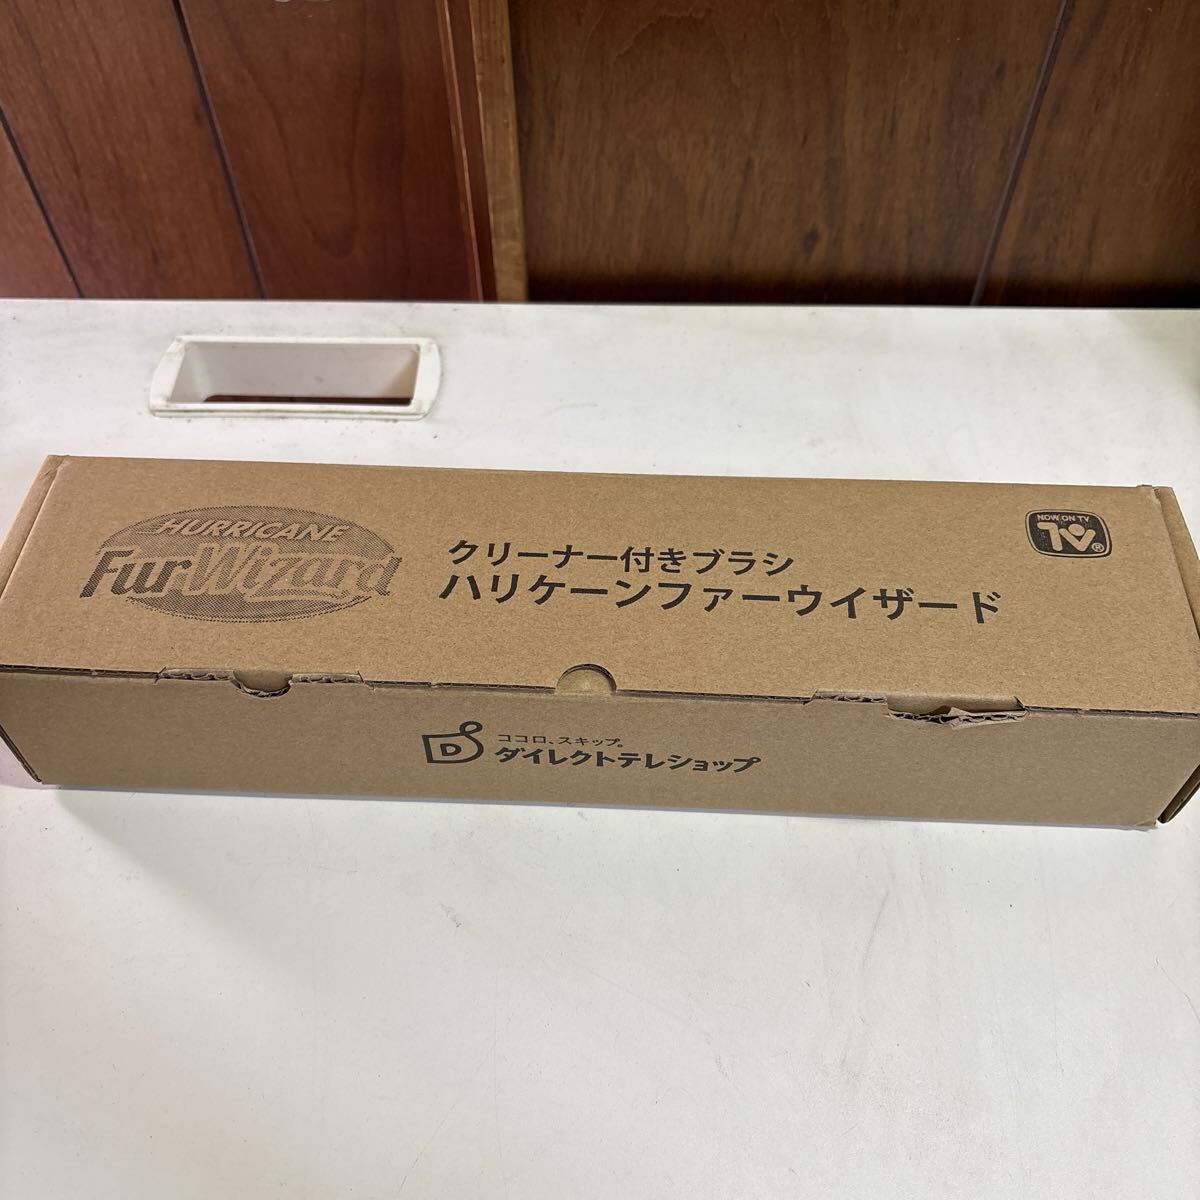 HURRICANE
Fur Wizard
クリーナー付きブラシ
ハリケーンファーウイザード
NOW ON TV
TV®
D
ココロ、スキップ。
ダイレクトテレショップ